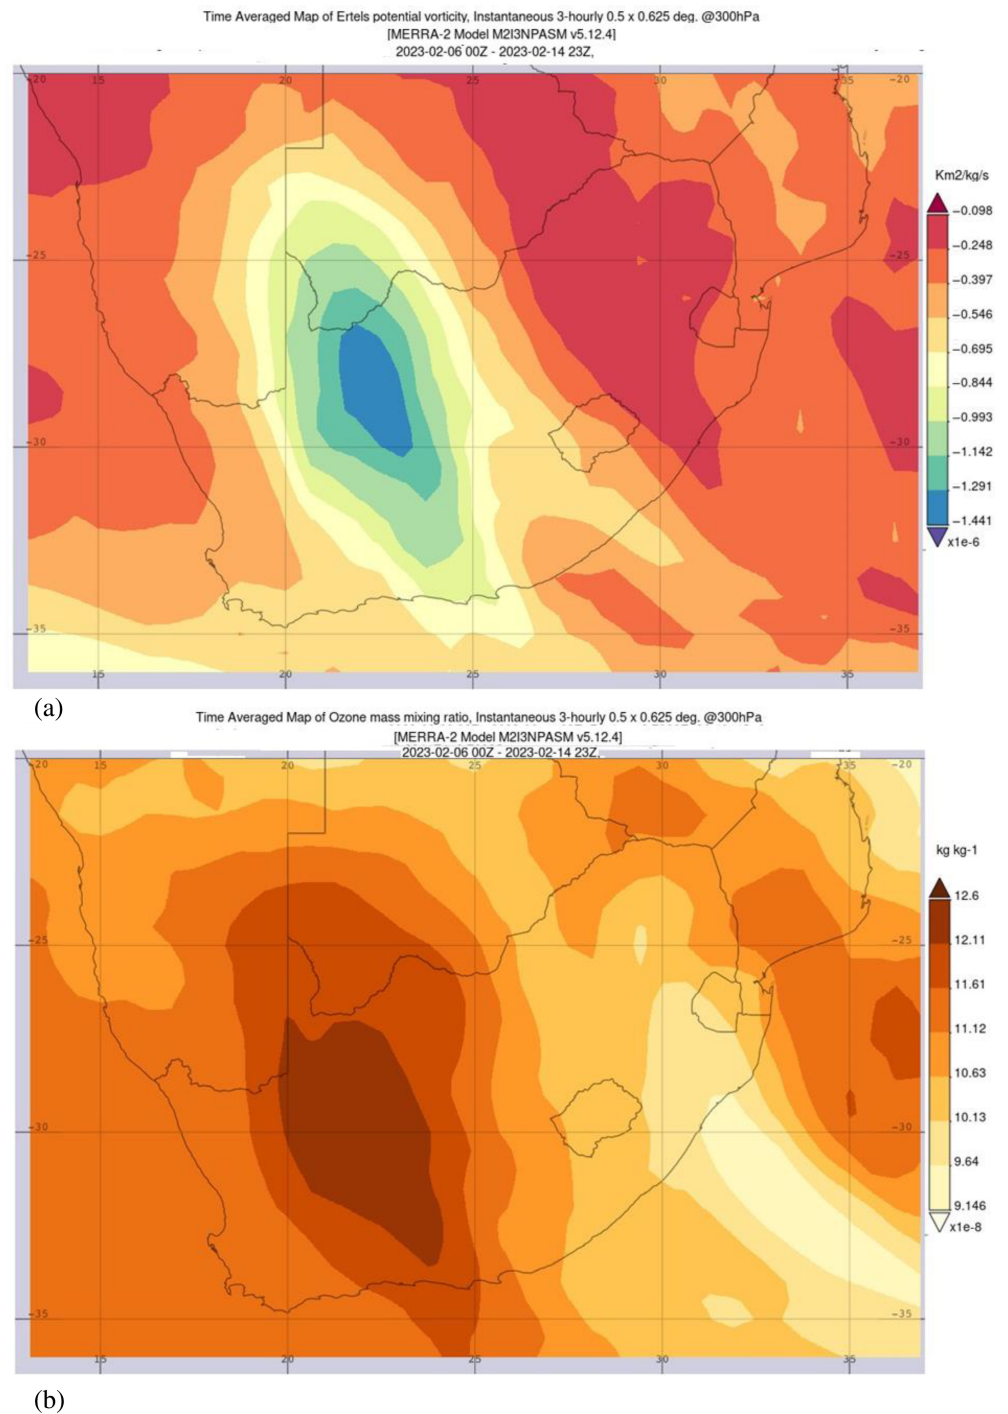 Time Averaged Map of Ertels potential vorticity, Instantaneous 3-hourly 0.5 x 0.625 deg. @300hPa
[MERRA-2 Model M2I3NPASM v5.12.4]
2023-02-06 00Z - 2023-02-14 23Z,
-20 15 20 30 35 -20
Km2/kg/s
-0.098
-0.248
-25 -25
-0.397
-0.546
-0.695
-0.844
-0.993
-30 -30
-1.142
-1.291
-1.441
x1e-6
-35 -35
15 20 25 30 35
(a)
Time Averaged Map of Ozone mass mixing ratio, Instantaneous 3-hourly 0.5 x 0.625 deg. @300hPa
[MERRA-2 Model M2I3NPASM v5.12.4]
2023-02-06 00Z - 2023-02-14 23Z,
-20 15 20 25 30 35 -20
kg kg-1
12.6
-25 -25
12.11
11.61
11.12
10.63
-30 -30
10.13
9.64
9.146
x1e-8
-35 -35
15 20 25 30 35
(b)